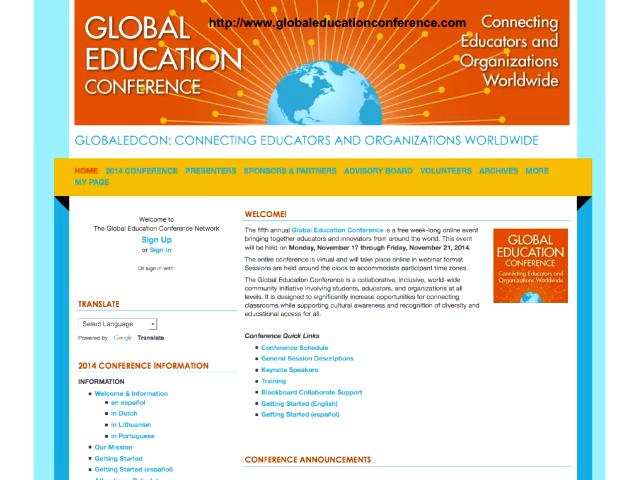 http://www.globaleducationconference.com
GLOBAL
EDUCATION
CONFERENCE
Connecting
Educators and
Organizations
Worldwide
GLOBALEDCON: CONNECTING EDUCATORS AND ORGANIZATIONS WORLDWIDE
HOME 2014 CONFERENCE PRESENTERS SPONSORS & PARTNERS ADVISORY BOARD VOLUNTEERS ARCHIVES MORE
MY PAGE
Welcome to
The Global Education Conference Network
Sign Up
or Sign In
Or sign in with:
TRANSLATE
Select Language
Powered by Google Translate
2014 CONFERENCE INFORMATION
INFORMATION
Welcome & Information
en español
in Dutch
in Lithuanian
in Portuguese
Our Mission
Getting Started
Getting Started (español)
WELCOME!
The fifth annual Global Education Conference is a free week-long online event
bringing together educators and innovators from around the world. This event
will be held on Monday, November 17 through Friday, November 21, 2014.
The entire conference is virtual and will take place online in webinar format.
Sessions are held around the clock to accommodate participant time zones.
The Global Education Conference is a collaborative, inclusive, world-wide
community initiative involving students, educators, and organizations at all
levels. It is designed to significantly increase opportunities for connecting
classrooms while supporting cultural awareness and recognition of diversity and
educational access for all.
GLOBAL
EDUCATION
CONFERENCE
Connecting Educators
and Organizations Worldwide
Conference Quick Links
Conference Schedule
General Session Descriptions
Keynote Speakers
Training
Blackboard Collaborate Support
Getting Started (English)
Getting Started (español)
CONFERENCE ANNOUNCEMENTS